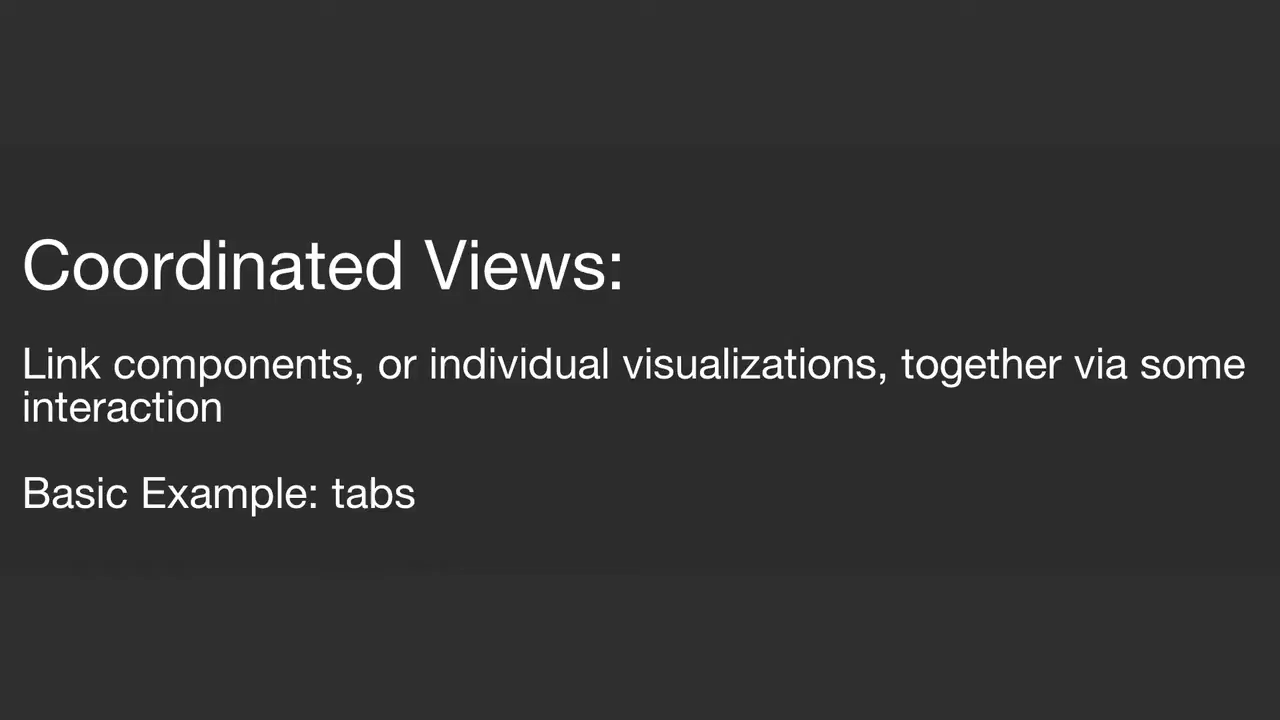 Coordinated Views:
Link components, or individual visualizations, together via some
interaction
Basic Example: tabs